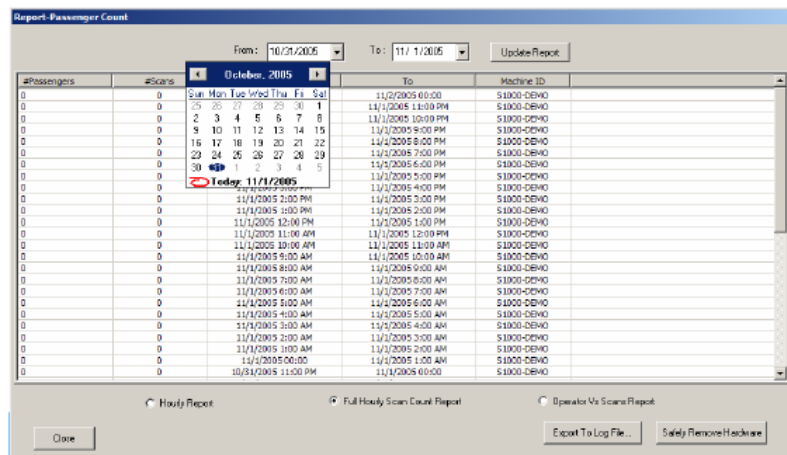 Report-Passenger Count
From: 10/31/2005 To: 11/ 1/2005 Update Report
#Passengers #Scans To Machine ID
October, 2005
Sun Mon Tue Wed Thu Fri Sat
25 26 27 28 29 30 1
2 3 4 5 6 7 8
9 10 11 12 13 14 15
16 17 18 19 20 21 22
23 24 25 26 27 28 29
30 31 1 2 3 4 5
Today: 11/1/2005
0 0 11/2/2005 00:00 S1000-DEMO
0 0 11/1/2005 11:00 PM S1000-DEMO
0 0 11/1/2005 10:00 PM S1000-DEMO
0 0 11/1/2005 9:00 PM S1000-DEMO
0 0 11/1/2005 8:00 PM S1000-DEMO
0 0 11/1/2005 7:00 PM S1000-DEMO
0 0 11/1/2005 6:00 PM S1000-DEMO
0 0 11/1/2005 5:00 PM S1000-DEMO
0 0 11/1/2005 3:00 PM 11/1/2005 4:00 PM S1000-DEMO
0 0 11/1/2005 2:00 PM 11/1/2005 3:00 PM S1000-DEMO
0 0 11/1/2005 1:00 PM 11/1/2005 2:00 PM S1000-DEMO
0 0 11/1/2005 12:00 PM 11/1/2005 1:00 PM S1000-DEMO
0 0 11/1/2005 11:00 AM 11/1/2005 12:00 PM S1000-DEMO
0 0 11/1/2005 10:00 AM 11/1/2005 11:00 AM S1000-DEMO
0 0 11/1/2005 9:00 AM 11/1/2005 10:00 AM S1000-DEMO
0 0 11/1/2005 8:00 AM 11/1/2005 9:00 AM S1000-DEMO
0 0 11/1/2005 7:00 AM 11/1/2005 8:00 AM S1000-DEMO
0 0 11/1/2005 6:00 AM 11/1/2005 7:00 AM S1000-DEMO
0 0 11/1/2005 5:00 AM 11/1/2005 6:00 AM S1000-DEMO
0 0 11/1/2005 4:00 AM 11/1/2005 5:00 AM S1000-DEMO
0 0 11/1/2005 3:00 AM 11/1/2005 4:00 AM S1000-DEMO
0 0 11/1/2005 2:00 AM 11/1/2005 3:00 AM S1000-DEMO
0 0 11/1/2005 1:00 AM 11/1/2005 2:00 AM S1000-DEMO
0 0 11/1/2005 00:00 11/1/2005 1:00 AM S1000-DEMO
0 0 10/31/2005 11:00 PM 11/1/2005 00:00 S1000-DEMO
Hourly Report Full Hourly Scan Count Report Operator Vs Scans Report
Close Export To Log File... Safely Remove Hardware